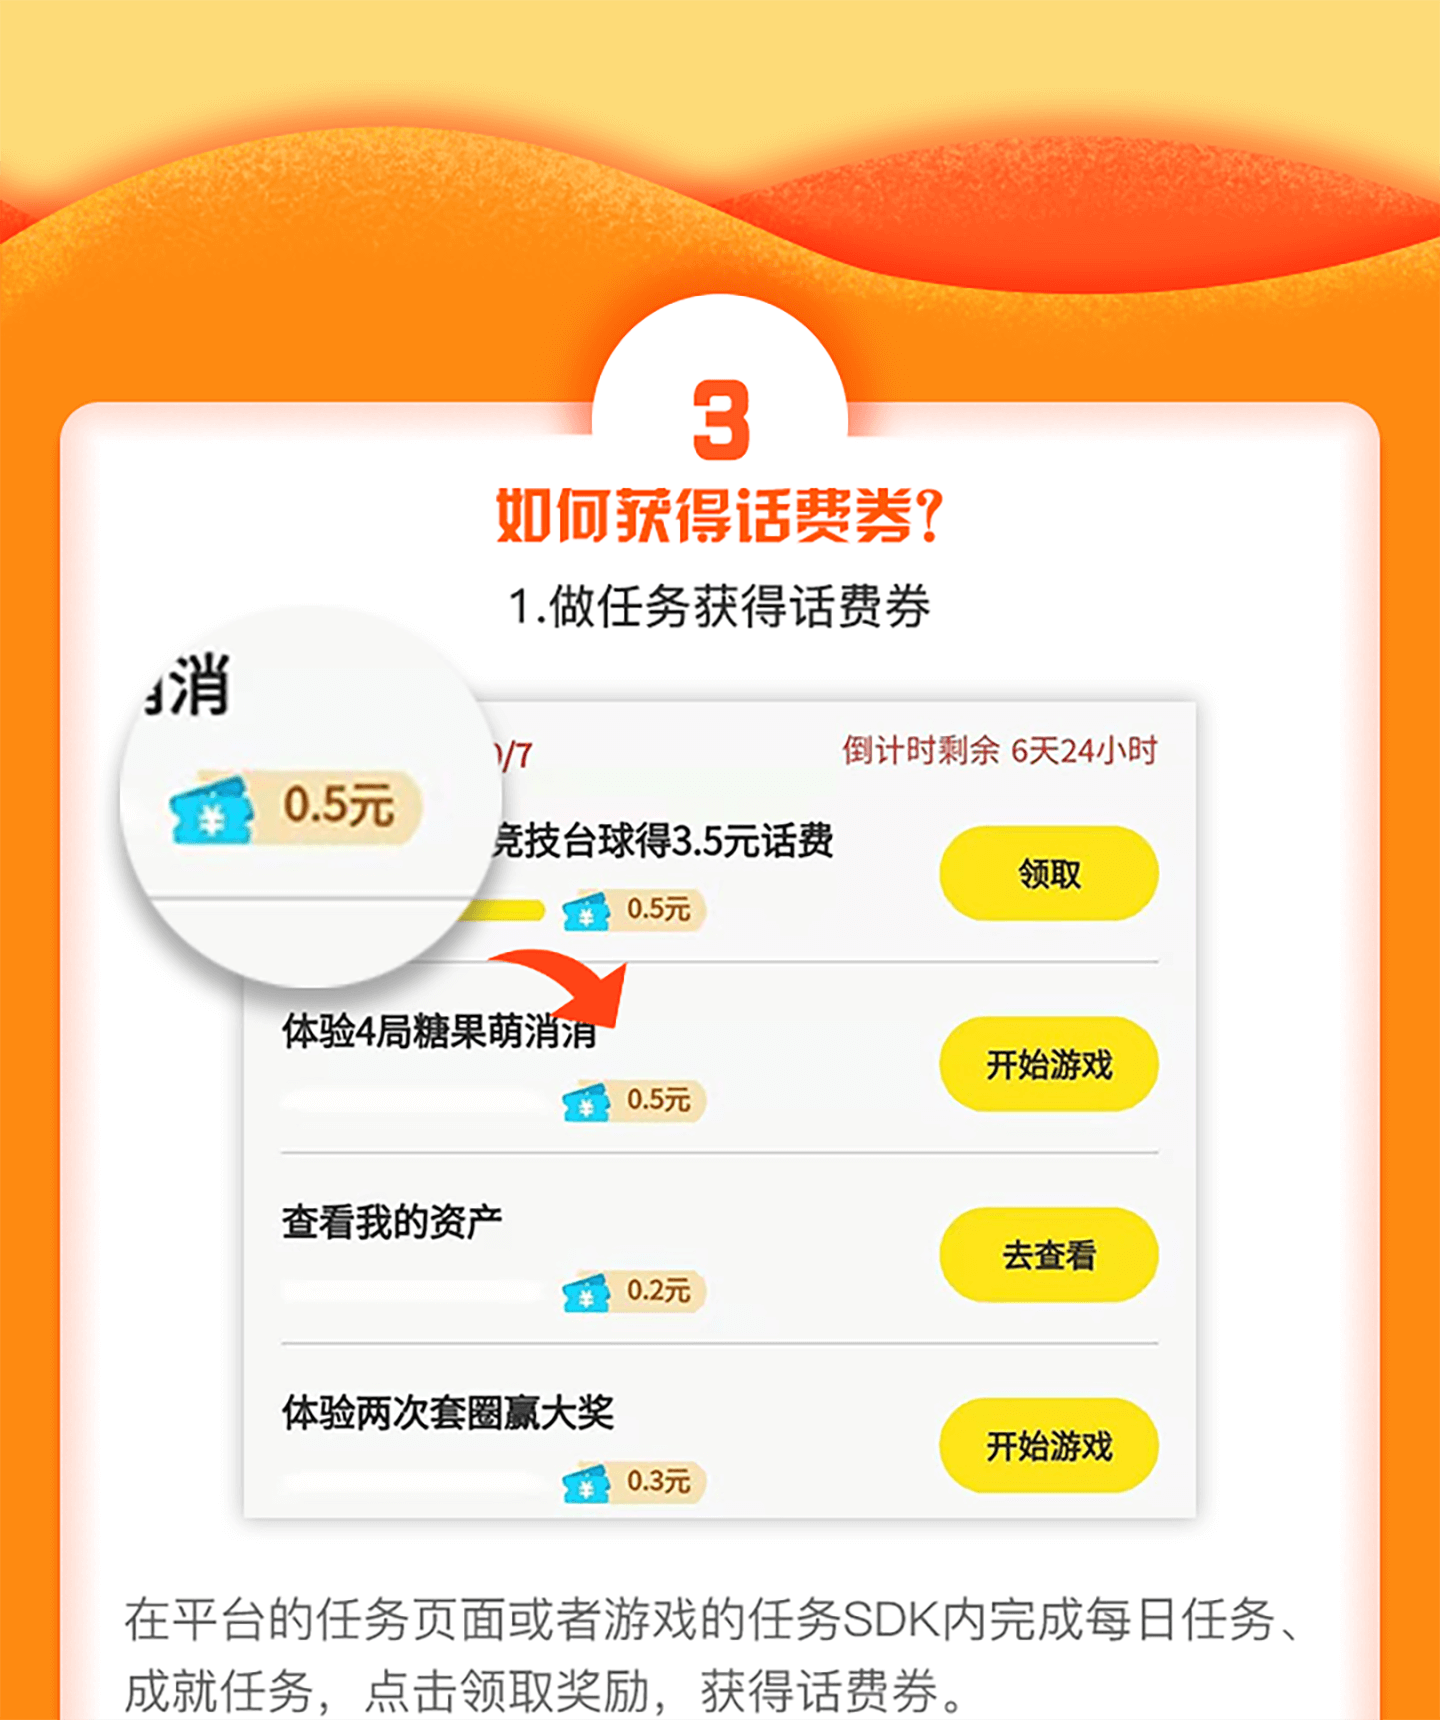 3
如何获得话费券?
1.做任务获得话费券
消
0.5元
/7
倒计时剩余 6天24小时
竞技台球得3.5元话费
领取
0.5元
体验4局糖果萌消消
开始游戏
0.5元
查看我的资产
去查看
0.2元
体验两次套圈赢大奖
开始游戏
0.3元
在平台的任务页面或者游戏的任务SDK内完成每日任务、
成就任务，点击领取奖励，获得话费券。